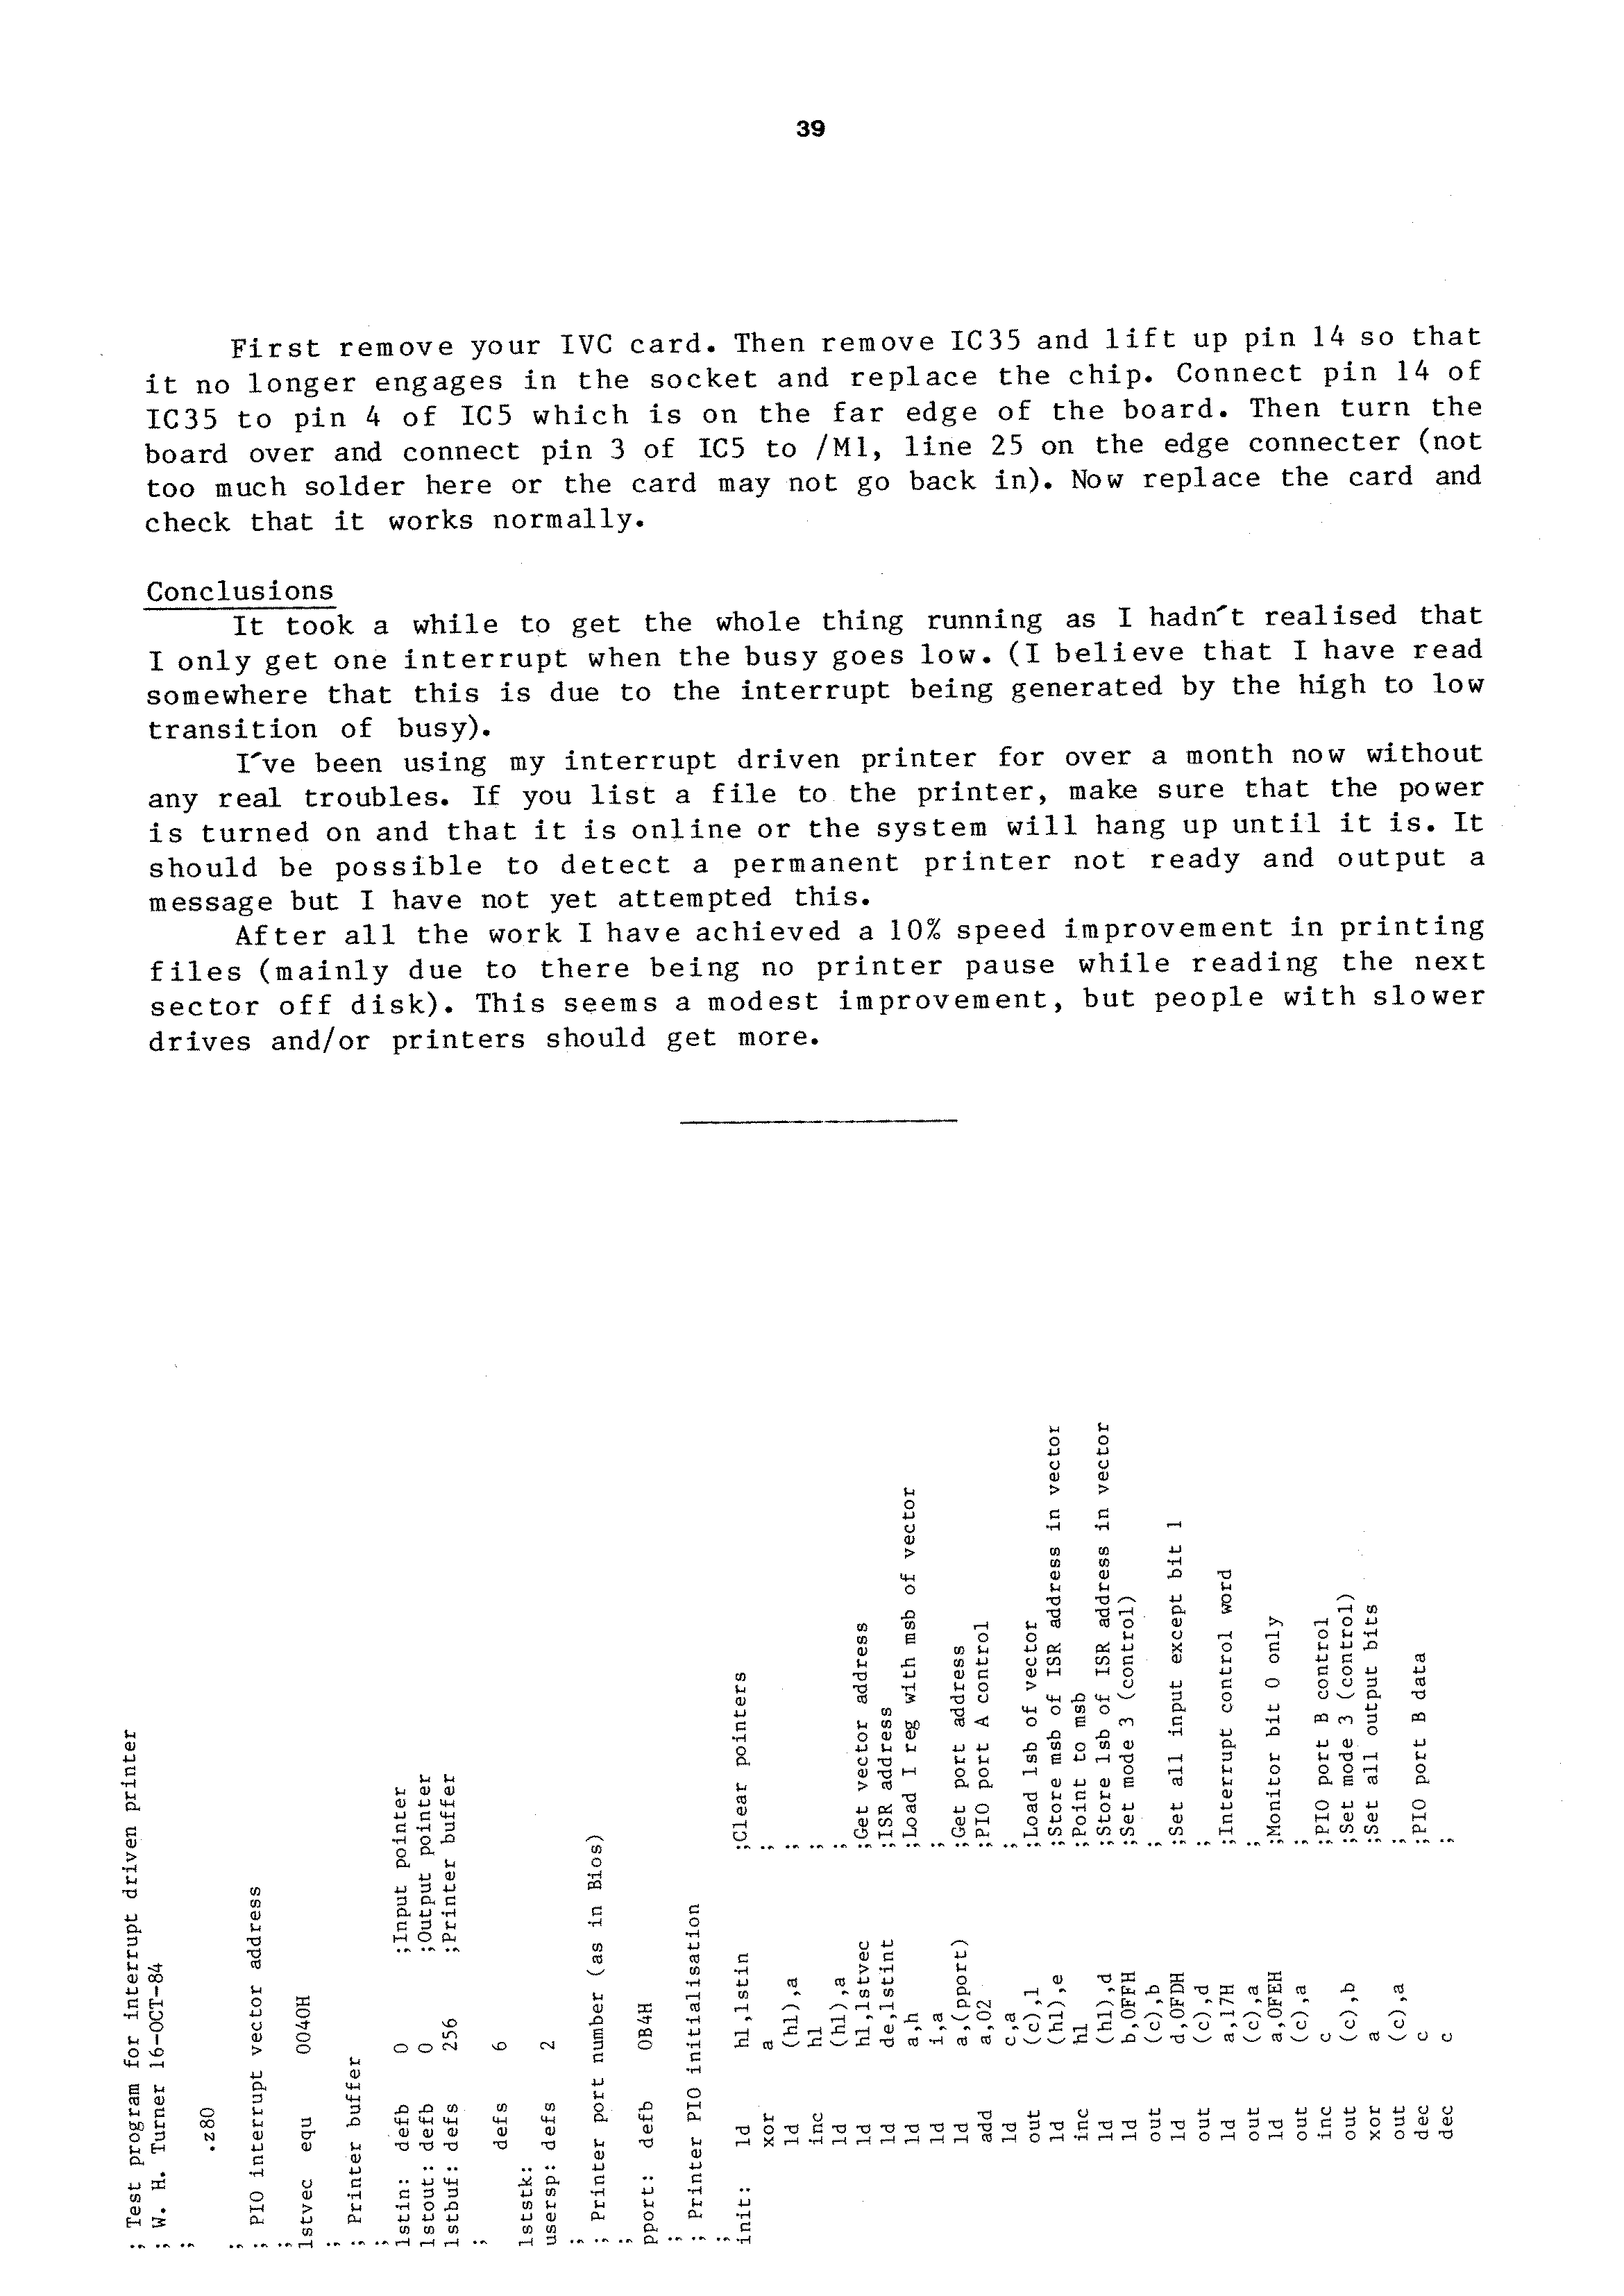 39
First remove your IVC card. Then remove IC35 and lift up pin 14 so that
it no longer engages in the socket and replace the chip. Connect pin 14 of
IC35 to pin 4 of IC5 which is on the far edge of the board. Then turn the
board over and connect pin 3 of IC5 to /M1, line 25 on the edge connecter (not
too much solder here or the card may not go back in). Now replace the card and
check that it works normally.
Conclusions
It took a while to get the whole thing running as I hadn't realised that
I only get one interrupt when the busy goes low. (I believe that I have read
somewhere that this is due to the interrupt being generated by the high to low
transition of busy).
I've been using my interrupt driven printer for over a month now without
any real troubles. If you list a file to the printer, make sure that the power
is turned on and that it is online or the system will hang up until it is. It
should be possible to detect a permanent printer not ready and output a
message but I have not yet attempted this.
After all the work I have achieved a 10% speed improvement in printing
files (mainly due to there being no printer pause while reading the next
sector off disk). This seems a modest improvement, but people with slower
drives and/or printers should get more.
; Test program for interrupt driven printer
; W. H. Turner 16-OCT-84
;
.z80
;
; PIO interrupt vector address
;
lstvec equ 0040H
;
; Printer buffer
;
lstin: defb 0 ;Input pointer
lstout: defb 0 ;Output pointer
lstbuf: defs 256 ;Printer buffer
;
defs 6
lststk:
usersp: defs 2
;
; Printer port number (as in Bios)
;
pport: defb 0B4H
;
; Printer PIO initialisation
;
init: ld hl,lstin ;Clear pointers
xor a ;
ld (hl),a ;
inc hl ;
ld (hl),a ;
ld hl,lstvec ;Get vector address
ld de,lstint ;ISR address
ld a,h ;Load I reg with msb of vector
ld i,a ;
ld a,(pport) ;Get port address
add a,02 ;PIO port A control
ld c,a ;
out (c),l ;Load lsb of vector
ld (hl),e ;Store msb of ISR address in vector
inc hl ;Point to msb
ld (hl),d ;Store lsb of ISR address in vector
ld b,0FFH ;Set mode 3 (control)
out (c),b ;
ld d,0FDH ;Set all input except bit 1
out (c),d ;
ld a,17H ;Interrupt control word
out (c),a ;
ld a,0FEH ;Monitor bit 0 only
out (c),a ;
inc c ;PIO port B control
out (c),b ;Set mode 3 (control)
xor a ;Set all output bits
out (c),a ;
dec c ;PIO port B data
dec c ;